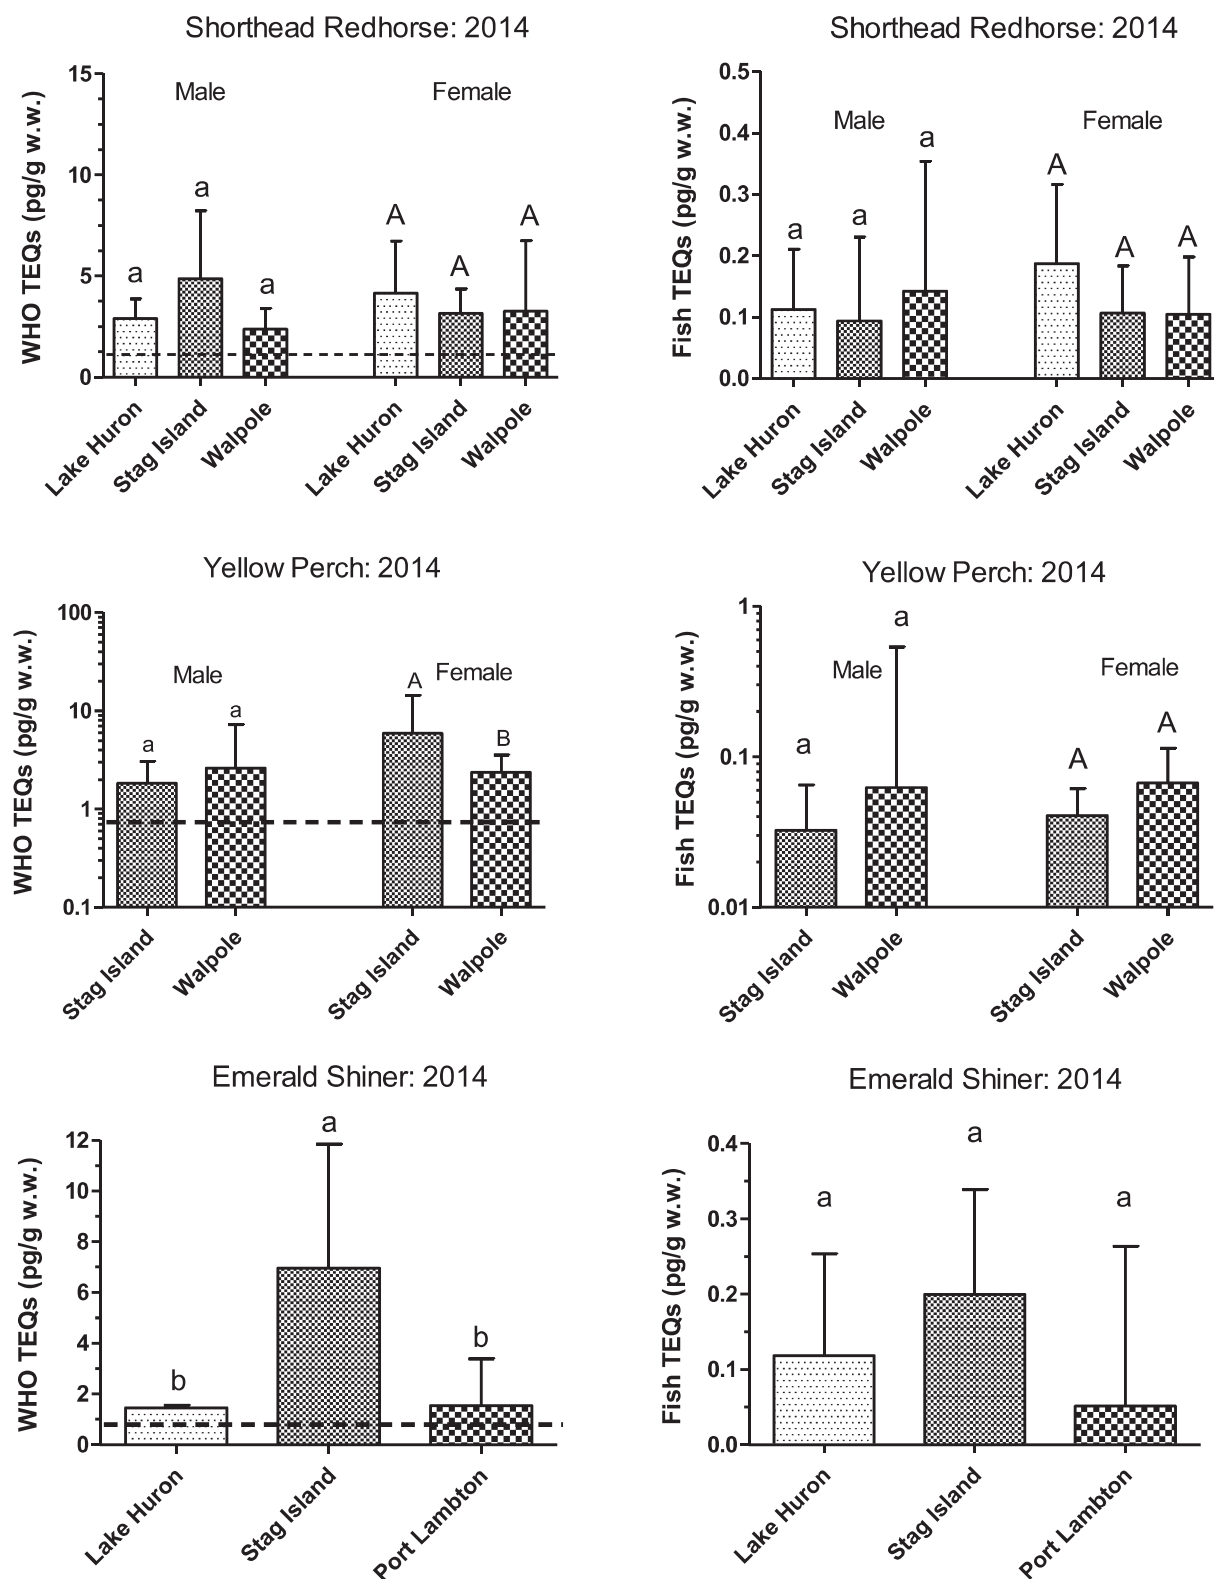 Shorthead Redhorse: 2014
WHO TEQs (pg/g w.w.)
15
10
5
0
Male
Female
a
a
a
A
A
A
Lake Huron
Stag Island
Walpole
Lake Huron
Stag Island
Walpole
Shorthead Redhorse: 2014
Fish TEQs (pg/g w.w.)
0.5
0.4
0.3
0.2
0.1
0.0
Male
Female
a
a
a
A
A
A
Lake Huron
Stag Island
Walpole
Lake Huron
Stag Island
Walpole
Yellow Perch: 2014
WHO TEQs (pg/g w.w.)
100
10
1
0.1
Male
Female
a
a
A
B
Stag Island
Walpole
Stag Island
Walpole
Yellow Perch: 2014
Fish TEQs (pg/g w.w.)
1
0.1
0.01
Male
Female
a
a
A
A
Stag Island
Walpole
Stag Island
Walpole
Emerald Shiner: 2014
WHO TEQs (pg/g w.w.)
12
10
8
6
4
2
0
b
a
b
Lake Huron
Stag Island
Port Lambton
Emerald Shiner: 2014
Fish TEQs (pg/g w.w.)
0.4
0.3
0.2
0.1
0.0
a
a
a
Lake Huron
Stag Island
Port Lambton